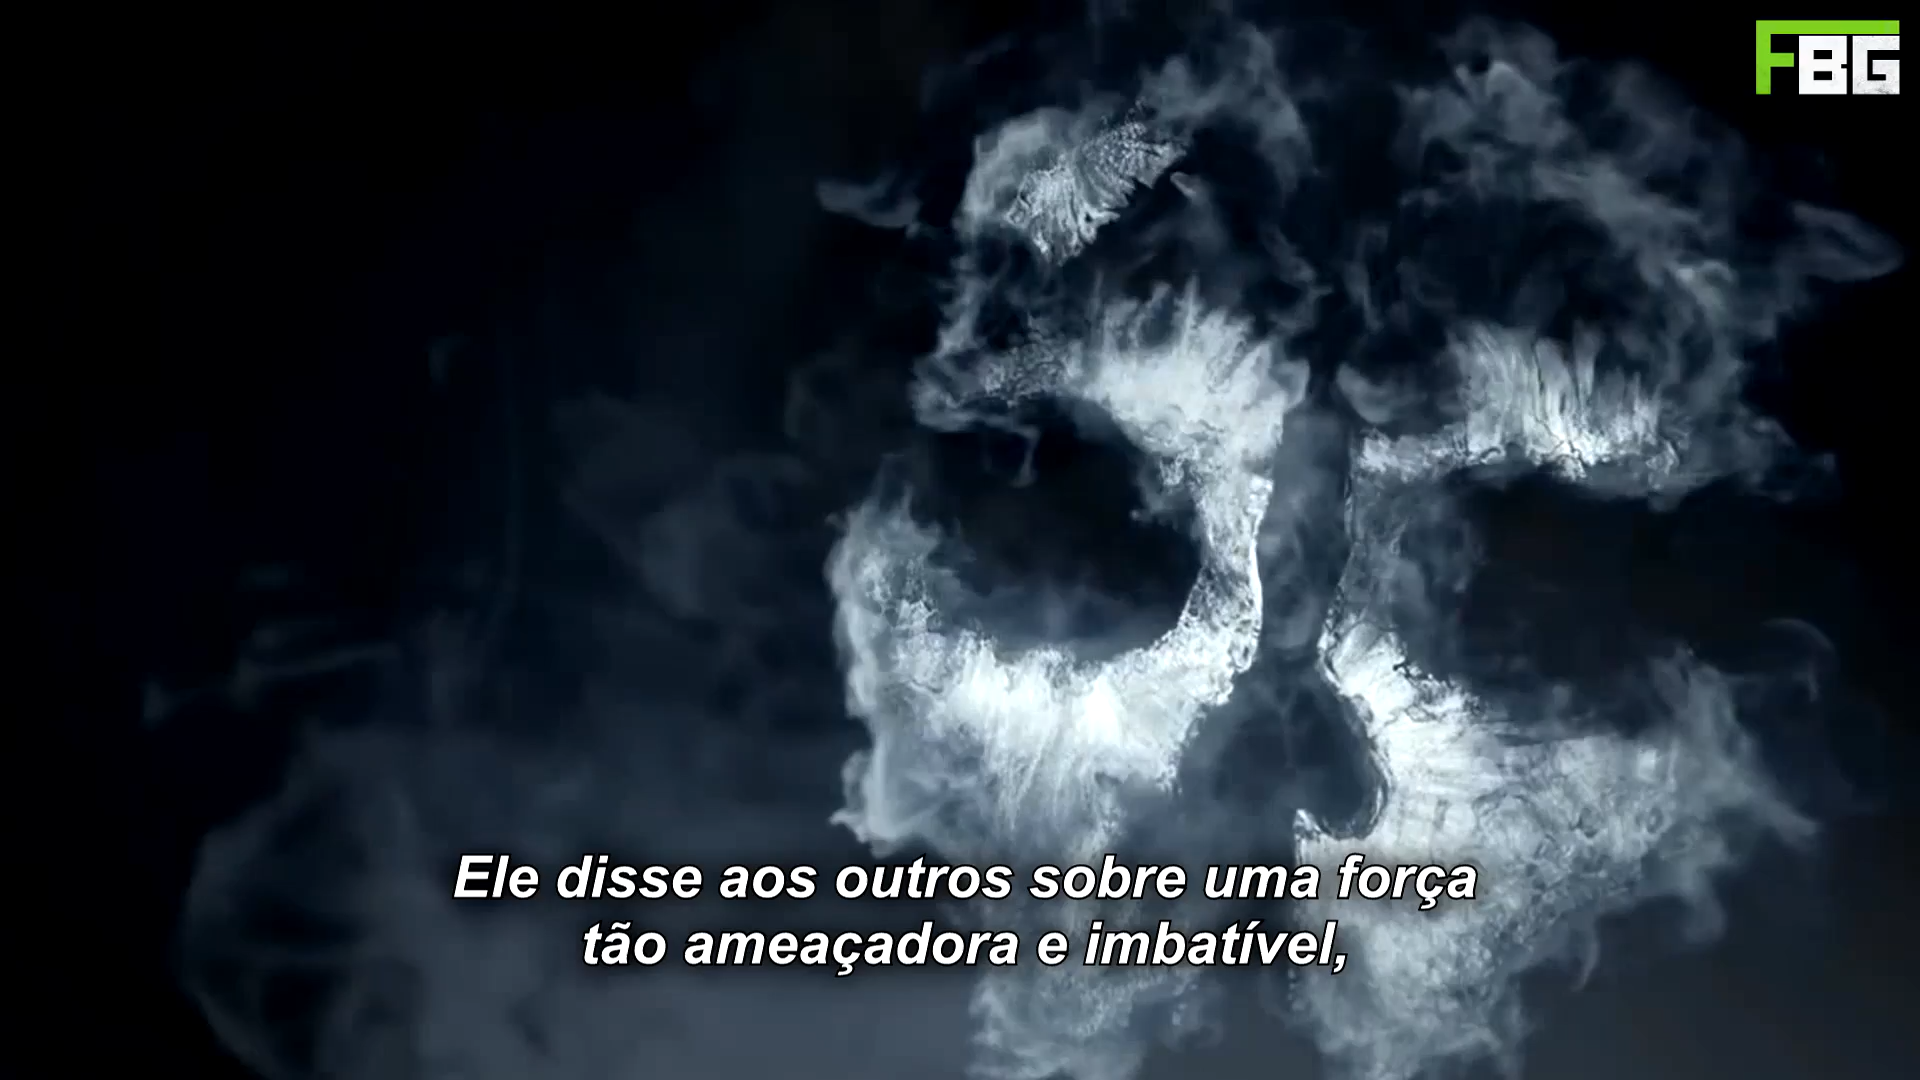 FBG
Ele disse aos outros sobre uma força
tão ameaçadora e imbatível,